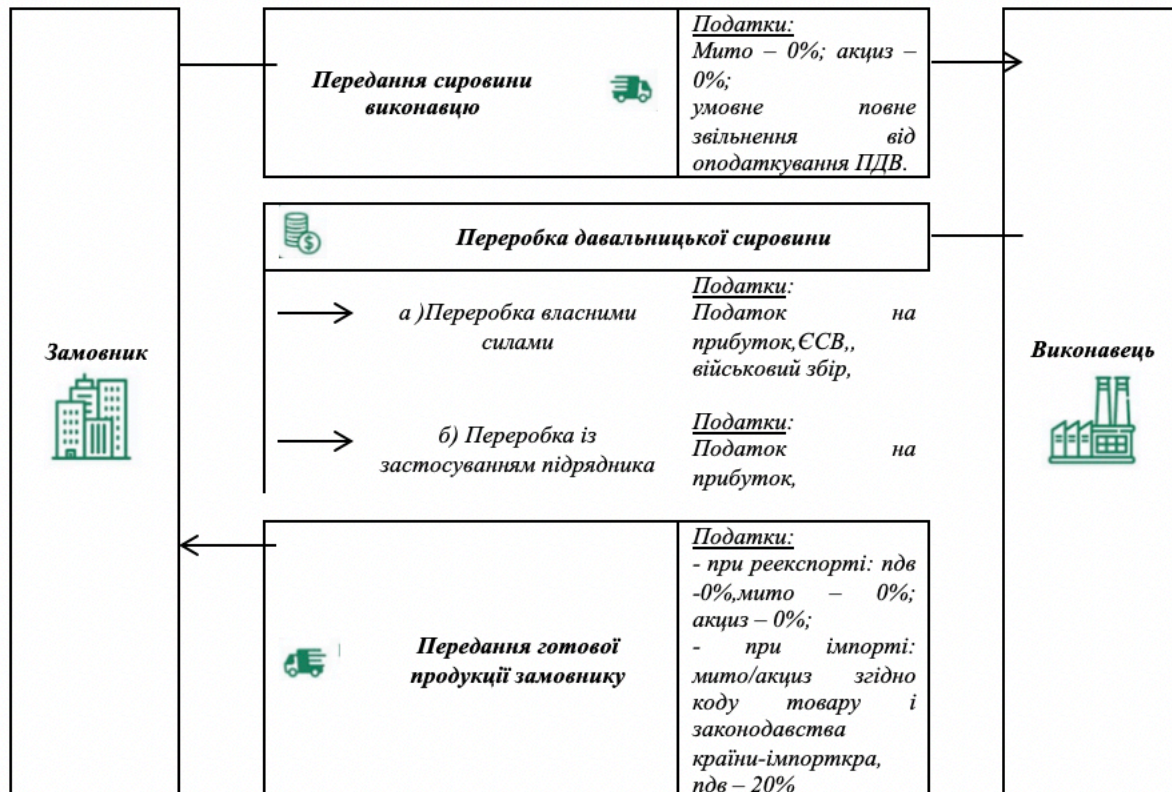 Передання сировини
виконавцю
Податки:
Мито – 0%; акциз –
0%;
умовне повне
звільнення від
оподаткування ПДВ.
Переробка давальницької сировини
а )Переробка власними
силами
Податки:
Податок на
прибуток,ЄСВ,,
військовий збір,
Замовник
Виконавець
б) Переробка із
застосуванням підрядника
Податки:
Податок на
прибуток,
Передання готової
продукції замовнику
Податки:
- при реекспорті: пдв
-0%,мито – 0%;
акциз – 0%;
- при імпорті:
мито/акциз згідно
коду товару і
законодавства
країни-імпорткра,
пдв – 20%